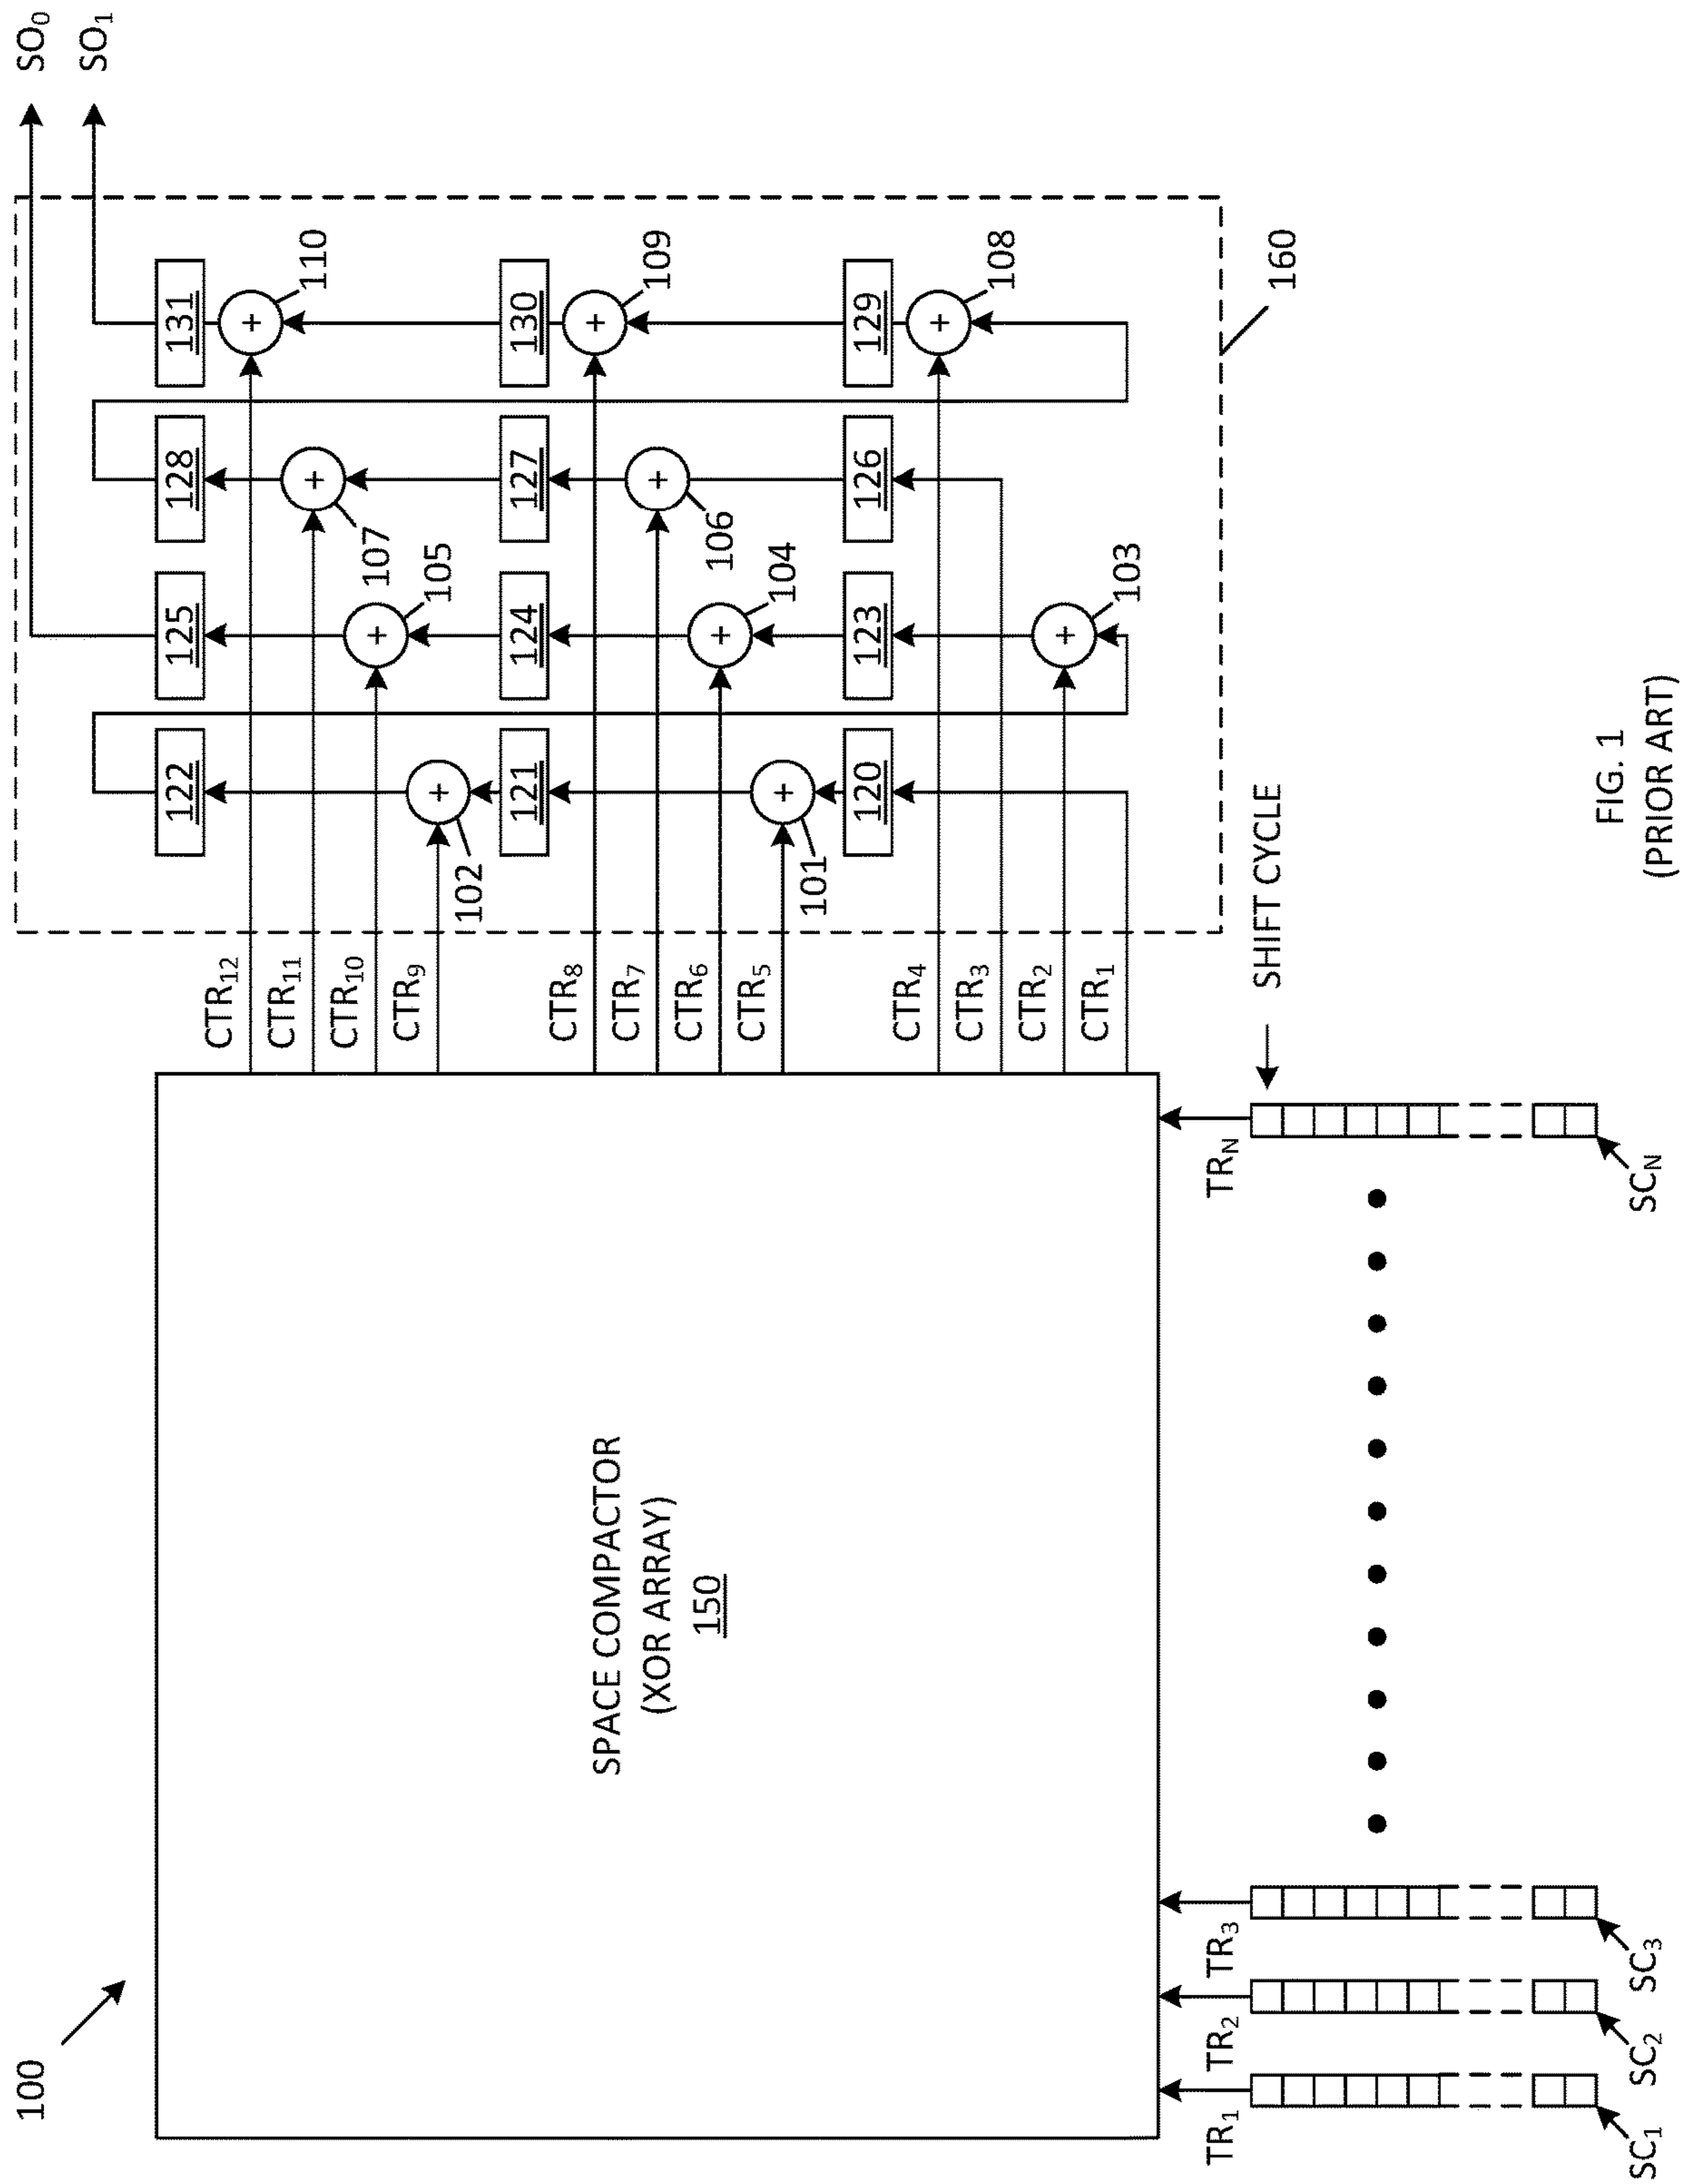 100
SPACE COMPACTOR
(XOR ARRAY)
150
SO₀
SO₁
CTR₁₂
CTR₁₁
CTR₁₀
CTR₉
CTR₈
CTR₇
CTR₆
CTR₅
CTR₄
CTR₃
CTR₂
CTR₁
122
125
128
131
+
110
+
107
+
105
+
102
121
124
127
130
+
109
+
106
+
104
+
101
120
123
126
129
+
108
+
103
160
TR₁
TR₂
TR₃
TR_N
SHIFT CYCLE
SC₁
SC₂
SC₃
SC_N
FIG. 1
(PRIOR ART)